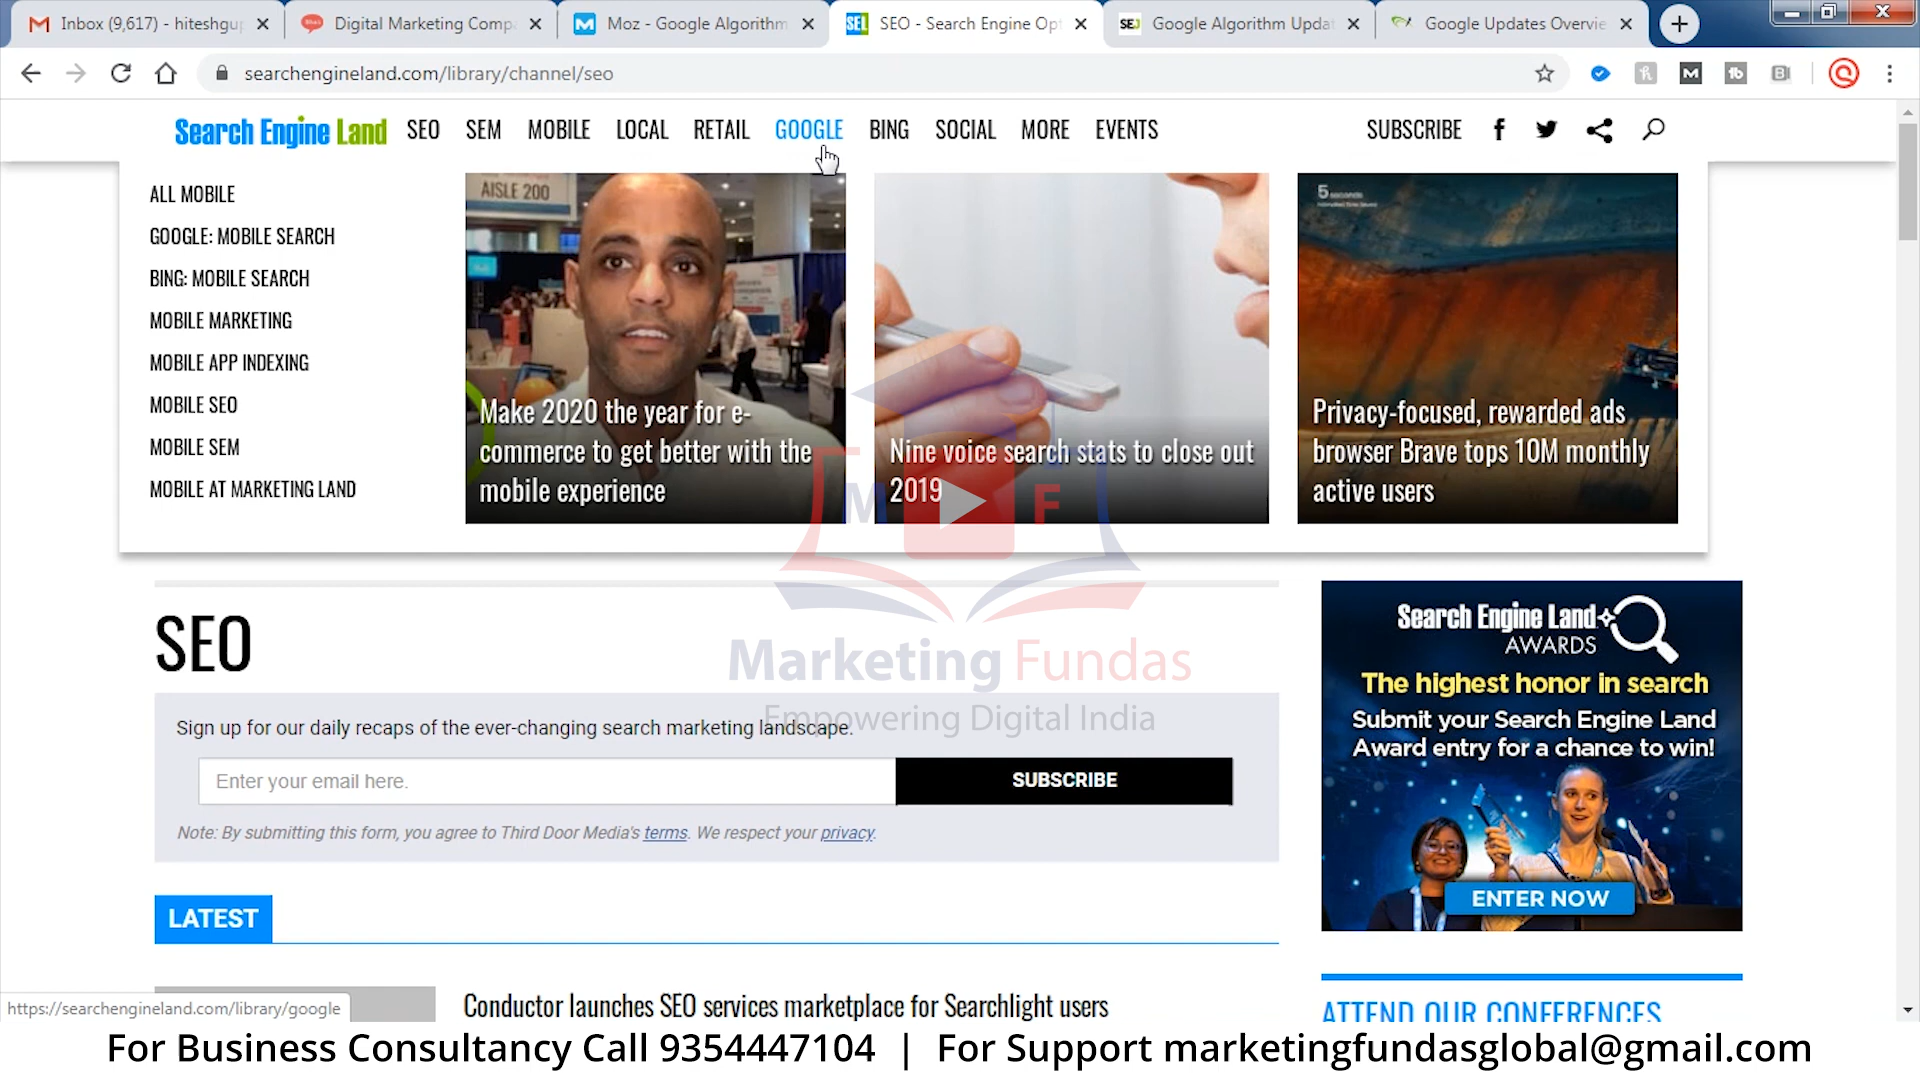 Inbox (9,617) - hiteshgup
Digital Marketing Compa
Moz - Google Algorithm
SEL
SEO - Search Engine Opt
SEJ
Google Algorithm Updat
Google Updates Overvie
searchengineland.com/library/channel/seo
Search Engine Land
SEO
SEM
MOBILE
LOCAL
RETAIL
GOOGLE
BING
SOCIAL
MORE
EVENTS
SUBSCRIBE
ALL MOBILE
GOOGLE: MOBILE SEARCH
BING: MOBILE SEARCH
MOBILE MARKETING
MOBILE APP INDEXING
MOBILE SEO
MOBILE SEM
MOBILE AT MARKETING LAND
AISLE 200
Make 2020 the year for e-
commerce to get better with the
mobile experience
Nine voice search stats to close out
2019
Privacy-focused, rewarded ads
browser Brave tops 10M monthly
active users
M F
Marketing Fundas
Empowering Digital India
SEO
Sign up for our daily recaps of the ever-changing search marketing landscape.
Enter your email here.
SUBSCRIBE
Note: By submitting this form, you agree to Third Door Media's terms. We respect your privacy.
LATEST
Conductor launches SEO services marketplace for Searchlight users
Search Engine Land
AWARDS
The highest honor in search
Submit your Search Engine Land
Award entry for a chance to win!
ENTER NOW
ATTEND OUR CONFERENCES
https://searchengineland.com/library/google
For Business Consultancy Call 9354447104 | For Support marketingfundasglobal@gmail.com